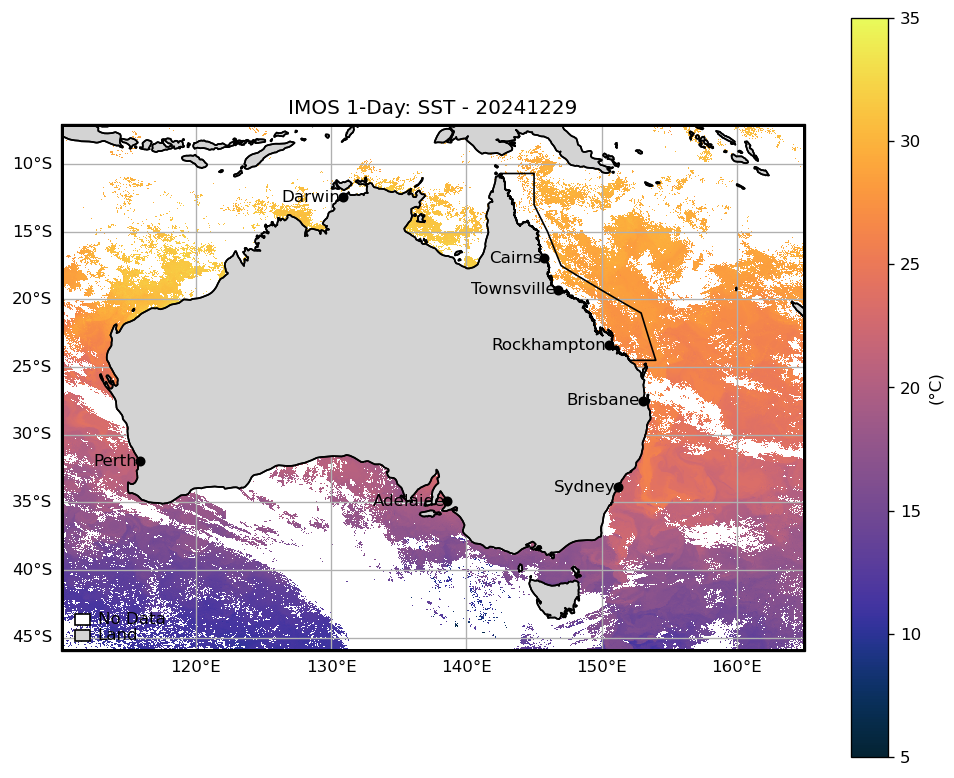 IMOS 1-Day: SST - 20241229
35
30
25
20
15
10
5
(°C)
10°S
15°S
20°S
25°S
30°S
35°S
40°S
45°S
Darwin
Cairns
Townsville
Rockhampton
Brisbane
Perth
Sydney
Adelaide
No Data
Land
120°E 130°E 140°E 150°E 160°E